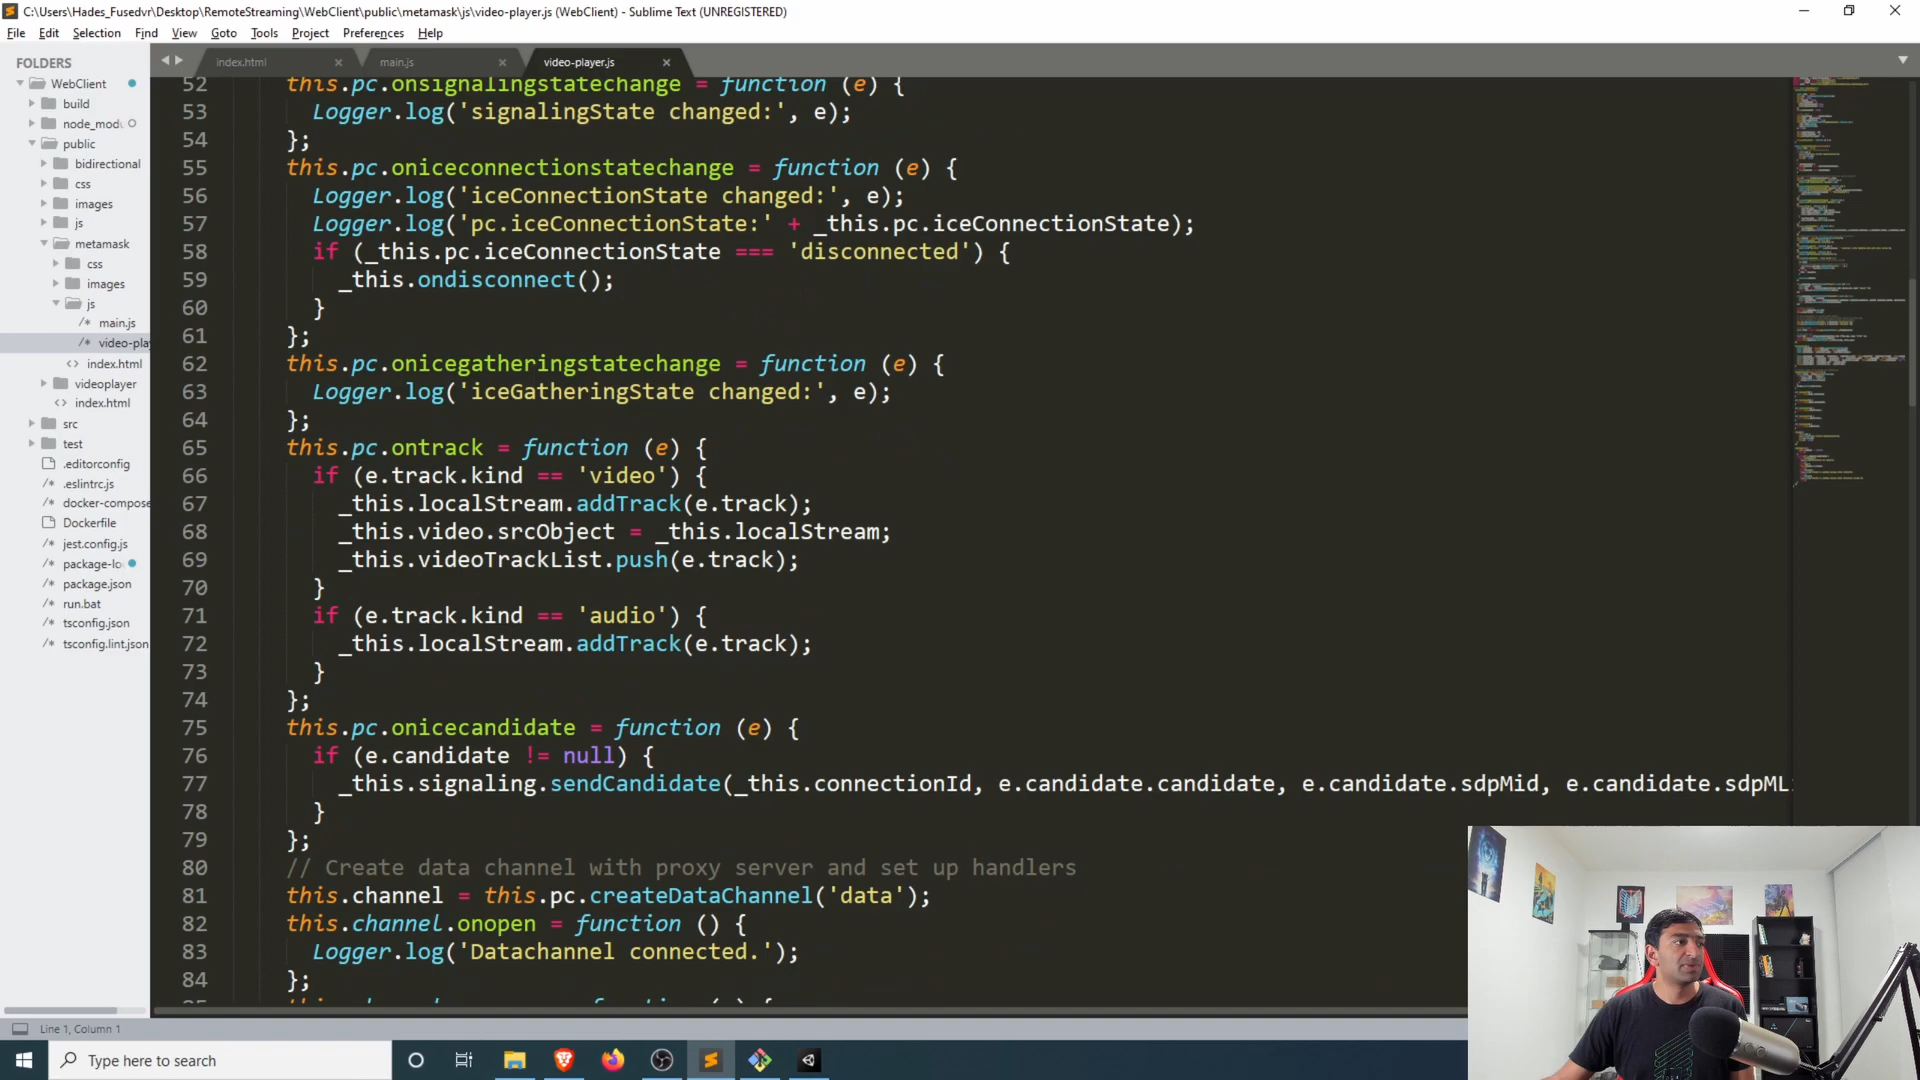 C:\Users\Hades_Fusedvr\Desktop\RemoteStreaming\WebClient\public\metamask\js\video-player.js (WebClient) - Sublime Text (UNREGISTERED)
File Edit Selection Find View Goto Tools Project Preferences Help
FOLDERS
WebClient
build
node_modu
public
bidirectional
css
images
js
metamask
css
images
js
/* main.js
/* video-play
<> index.html
videoplayer
<> index.html
src
test
.editorconfig
/* .eslintrc.js
docker-compose
Dockerfile
/* jest.config.js
/* package-lo
/* package.json
/* run.bat
/* tsconfig.json
/* tsconfig.lint.json
index.html main.js video-player.js
52 this.pc.onsignalingstatechange = function (e) {
53 Logger.log('signalingState changed:', e);
54 };
55 this.pc.oniceconnectionstatechange = function (e) {
56 Logger.log('iceConnectionState changed:', e);
57 Logger.log('pc.iceConnectionState:' + _this.pc.iceConnectionState);
58 if (_this.pc.iceConnectionState === 'disconnected') {
59 _this.ondisconnect();
60 }
61 };
62 this.pc.onicegatheringstatechange = function (e) {
63 Logger.log('iceGatheringState changed:', e);
64 };
65 this.pc.ontrack = function (e) {
66 if (e.track.kind == 'video') {
67 _this.localStream.addTrack(e.track);
68 _this.video.srcObject = _this.localStream;
69 _this.videoTrackList.push(e.track);
70 }
71 if (e.track.kind == 'audio') {
72 _this.localStream.addTrack(e.track);
73 }
74 };
75 this.pc.onicecandidate = function (e) {
76 if (e.candidate != null) {
77 _this.signaling.sendCandidate(_this.connectionId, e.candidate.candidate, e.candidate.sdpMid, e.candidate.sdpML
78 }
79 };
80 // Create data channel with proxy server and set up handlers
81 this.channel = this.pc.createDataChannel('data');
82 this.channel.onopen = function () {
83 Logger.log('Datachannel connected.');
84 };
Line 1, Column 1
Type here to search